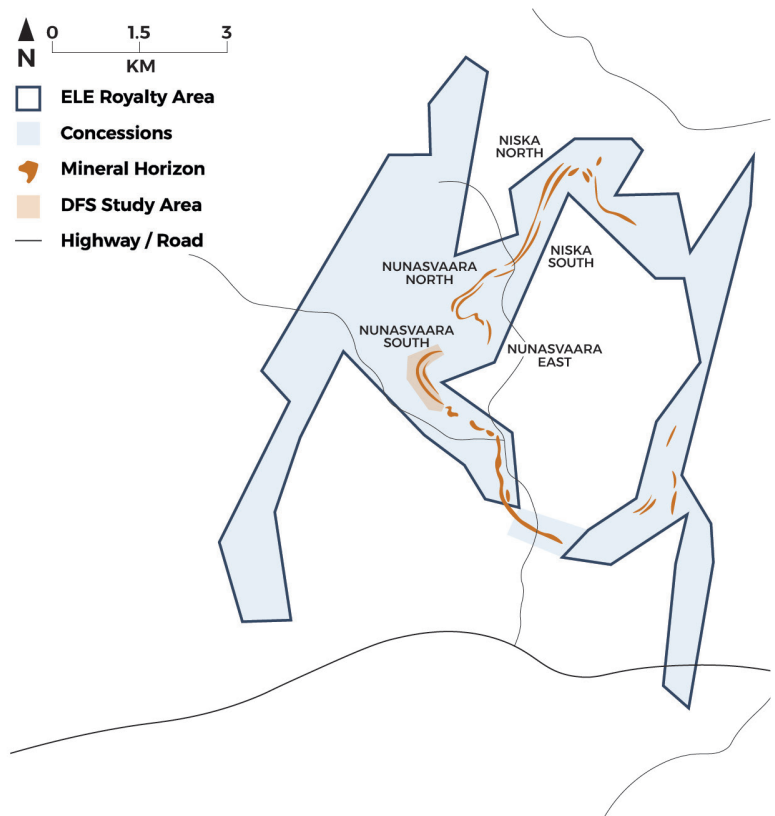 0 1.5 3
N
KM
ELE Royalty Area
Concessions
Mineral Horizon
DFS Study Area
Highway / Road
NISKA
NORTH
NISKA
SOUTH
NUNASVAARA
NORTH
NUNASVAARA
SOUTH
NUNASVAARA
EAST